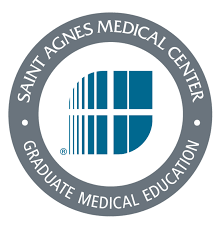 SAINT AGNES MEDICAL CENTER
GRADUATE MEDICAL EDUCATION
®